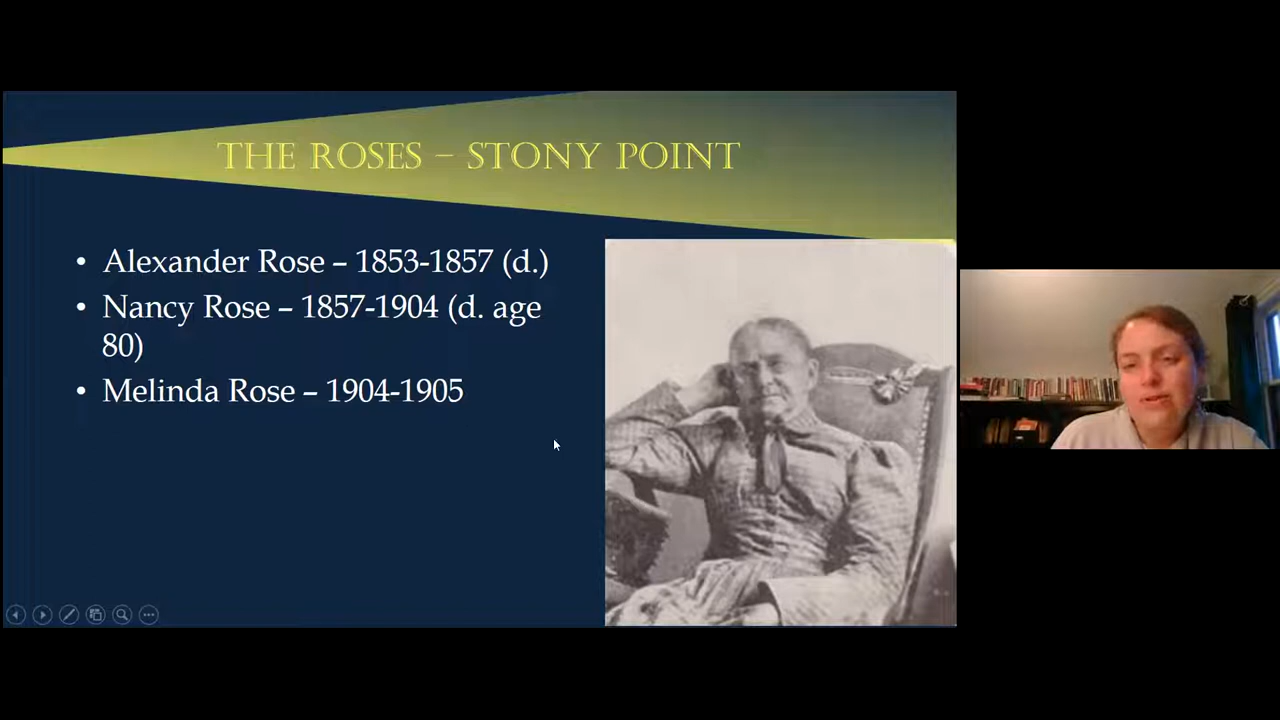 THE ROSES – STONY POINT
• Alexander Rose – 1853-1857 (d.)
• Nancy Rose – 1857-1904 (d. age
80)
• Melinda Rose – 1904-1905